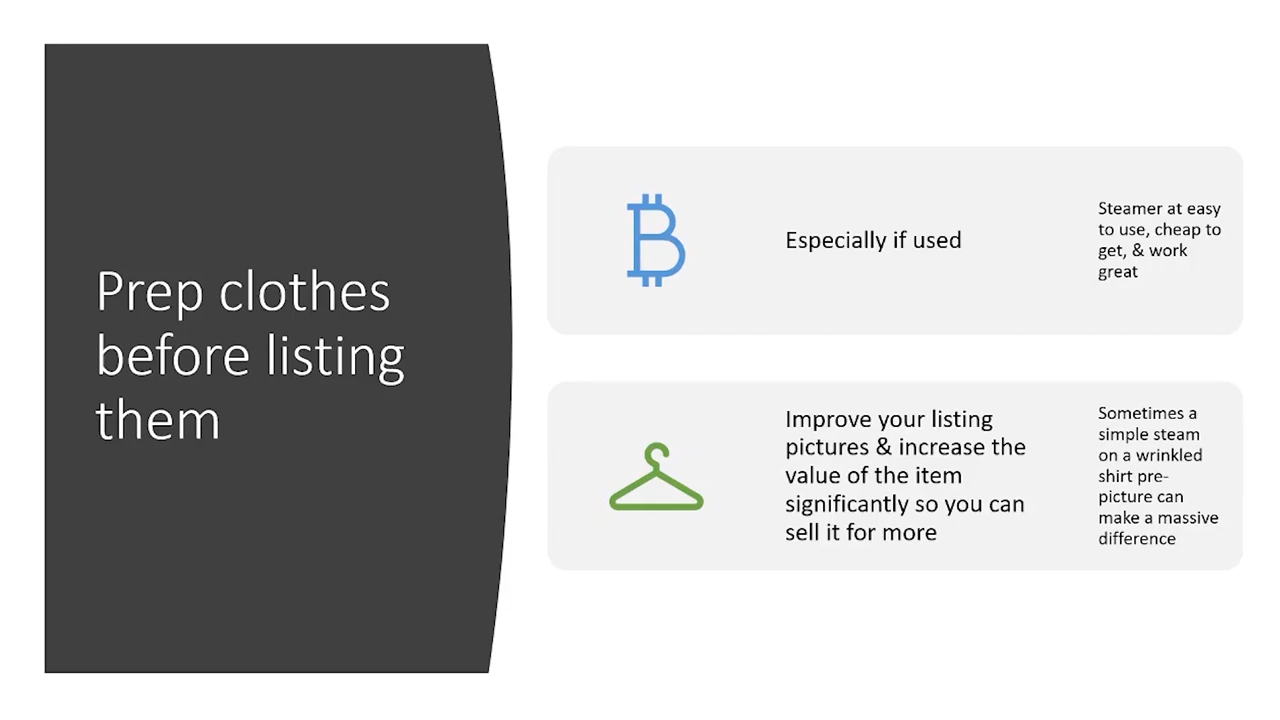 Prep clothes
before listing
them
Especially if used
Steamer at easy
to use, cheap to
get, & work
great
Improve your listing
pictures & increase the
value of the item
significantly so you can
sell it for more
Sometimes a
simple steam
on a wrinkled
shirt pre-
picture can
make a massive
difference